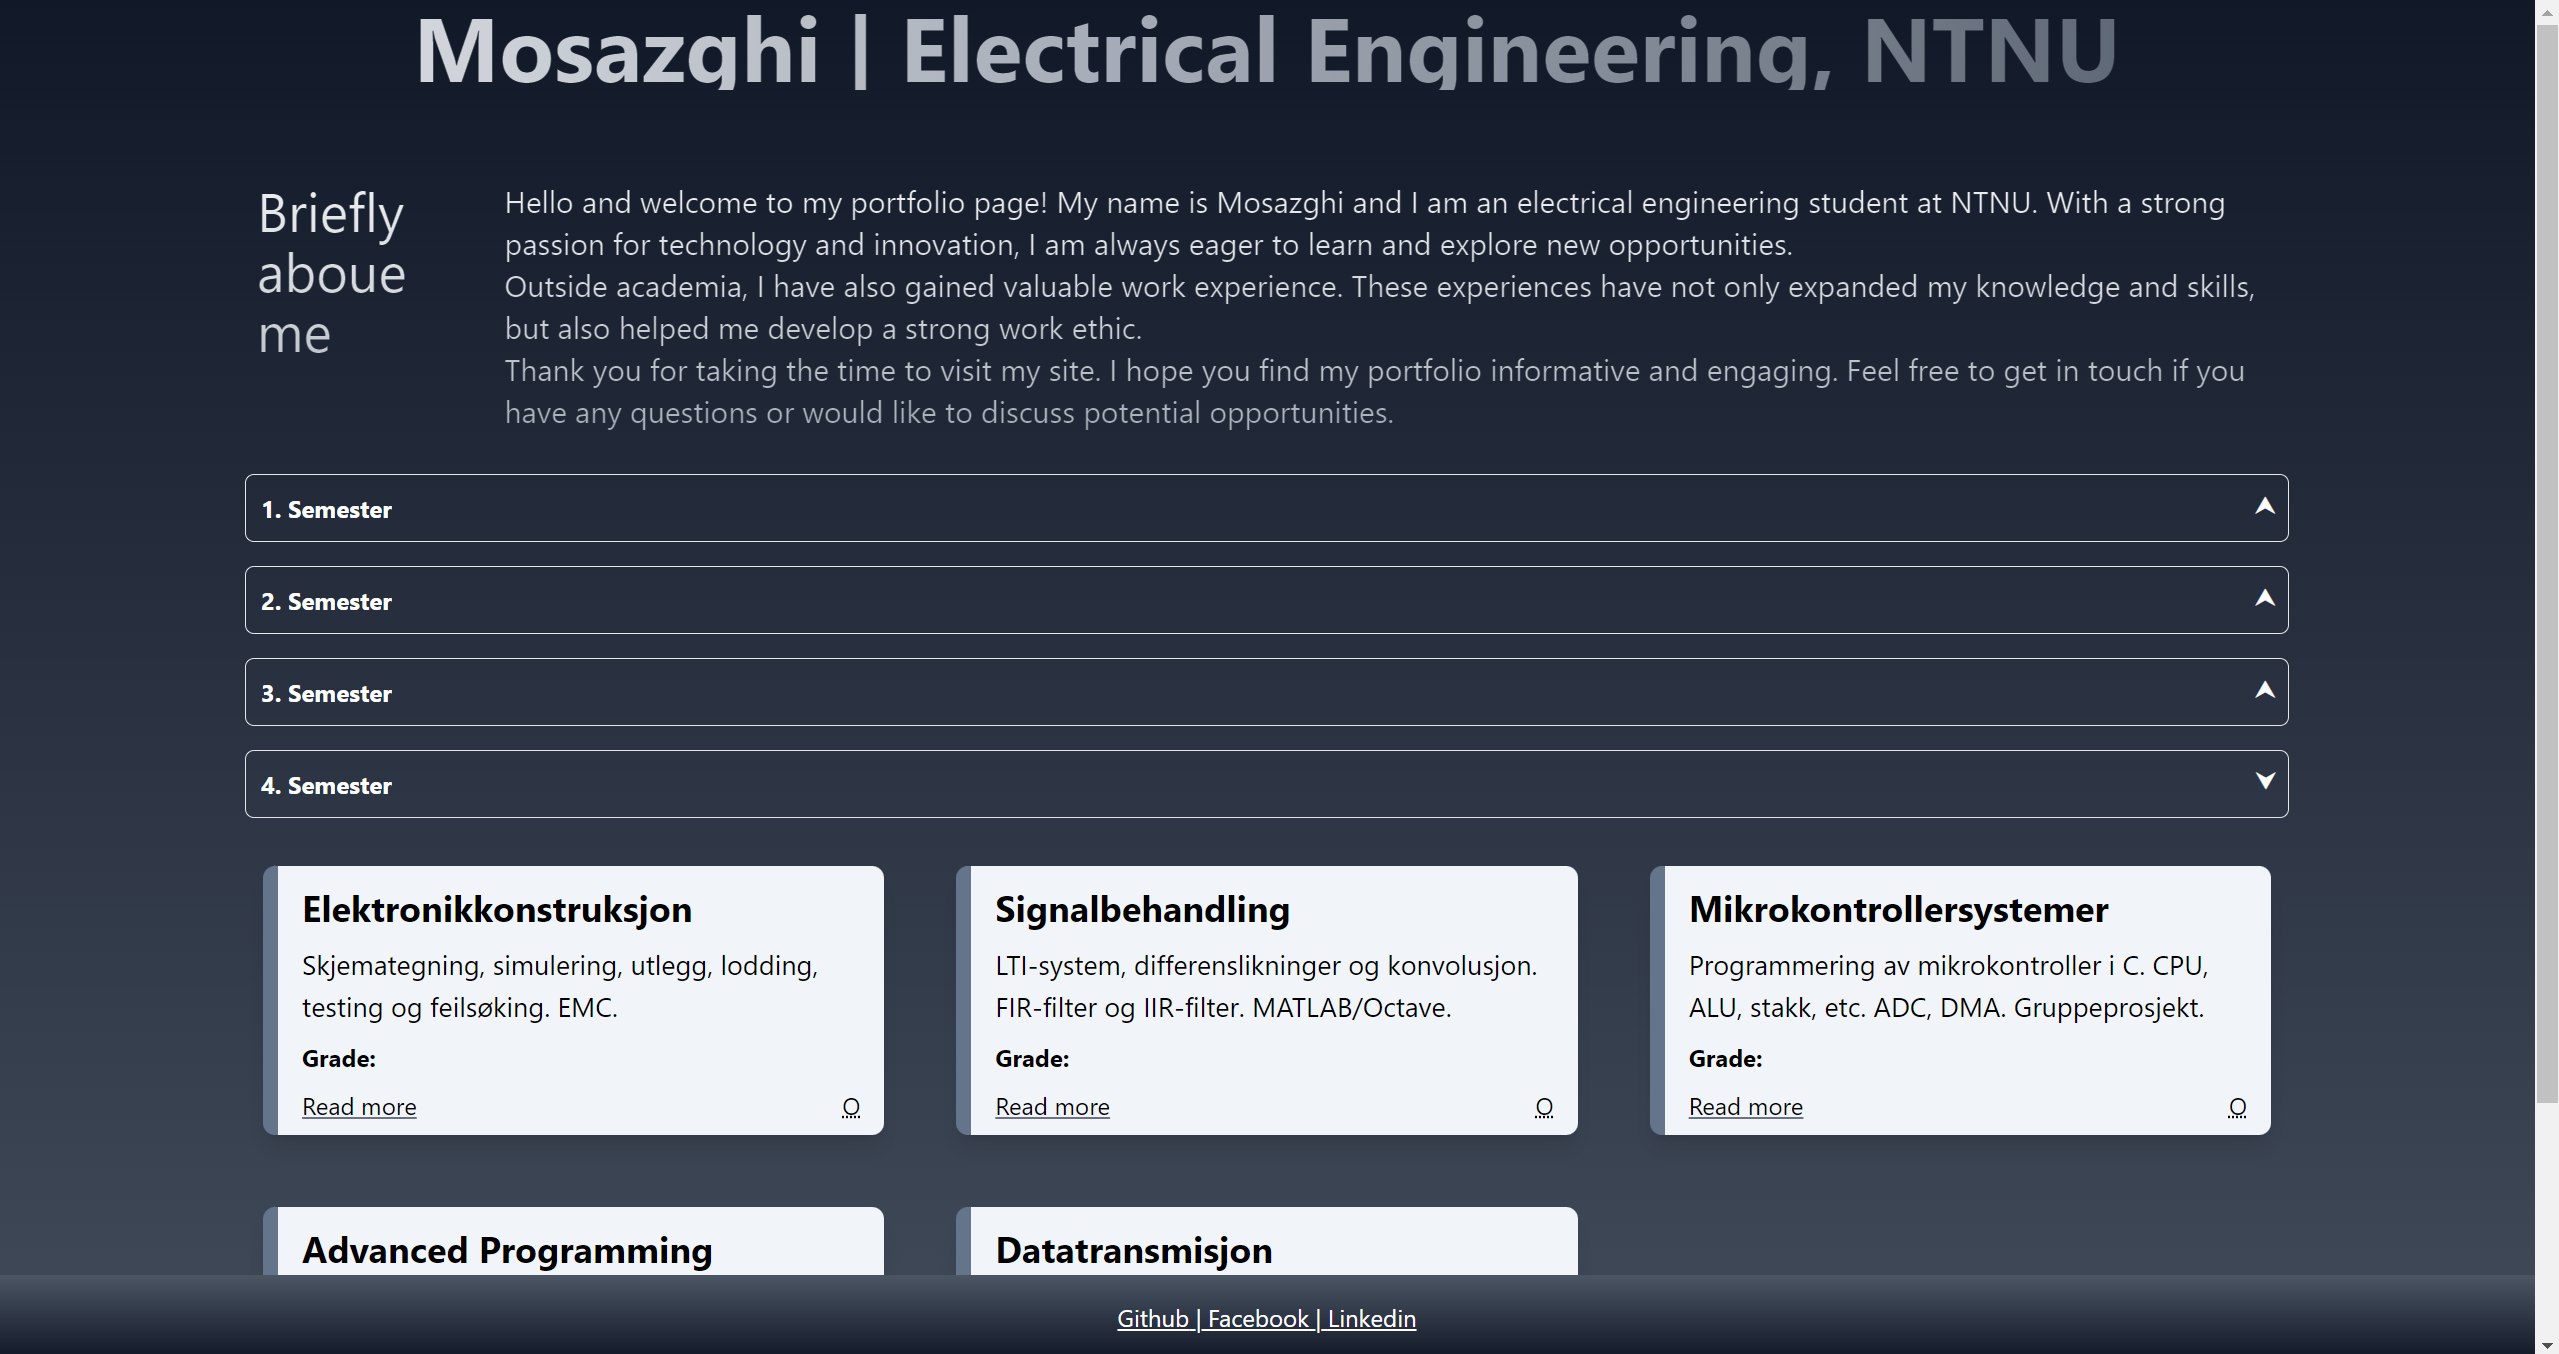 Mosazghi | Electrical Engineering, NTNU
Briefly
aboue
me
Hello and welcome to my portfolio page! My name is Mosazghi and I am an electrical engineering student at NTNU. With a strong
passion for technology and innovation, I am always eager to learn and explore new opportunities.
Outside academia, I have also gained valuable work experience. These experiences have not only expanded my knowledge and skills,
but also helped me develop a strong work ethic.
Thank you for taking the time to visit my site. I hope you find my portfolio informative and engaging. Feel free to get in touch if you
have any questions or would like to discuss potential opportunities.
1. Semester
2. Semester
3. Semester
4. Semester
Elektronikkonstruksjon
Skjemategning, simulering, utlegg, lodding,
testing og feilsøking. EMC.
Grade:
Read more O
Signalbehandling
LTI-system, differenslikninger og konvolusjon.
FIR-filter og IIR-filter. MATLAB/Octave.
Grade:
Read more O
Mikrokontrollersystemer
Programmering av mikrokontroller i C. CPU,
ALU, stakk, etc. ADC, DMA. Gruppeprosjekt.
Grade:
Read more O
Advanced Programming
Datatransmisjon
Github | Facebook | Linkedin